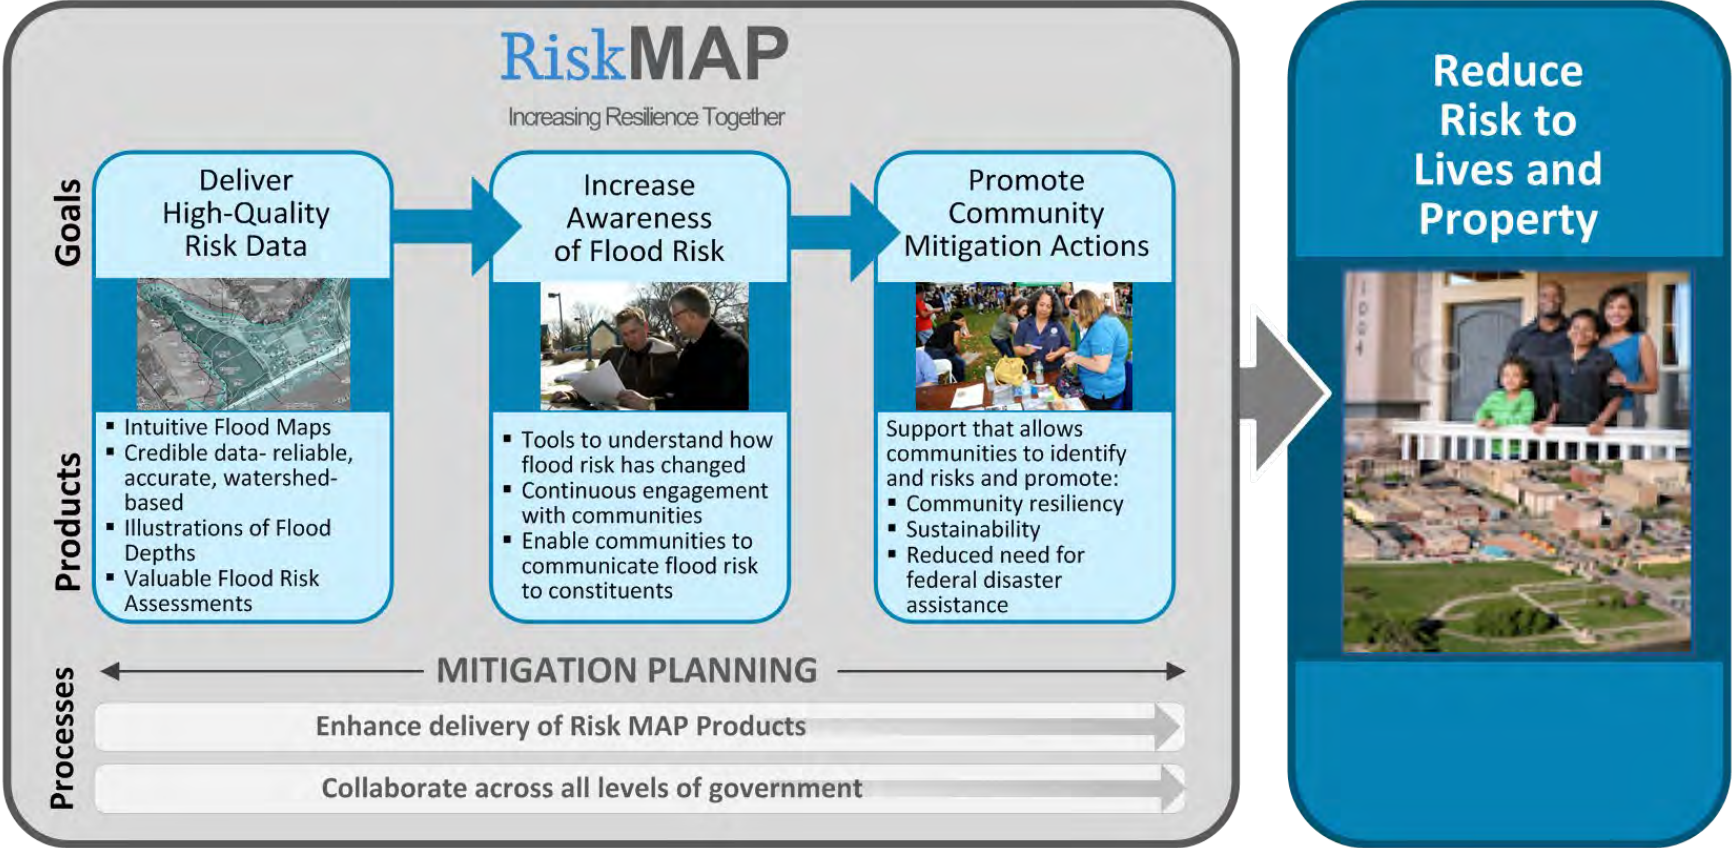 RiskMAP
Increasing Resilience Together
Goals
Deliver
High-Quality
Risk Data
Increase
Awareness
of Flood Risk
Promote
Community
Mitigation Actions
Products
▪ Intuitive Flood Maps
▪ Credible data- reliable,
accurate, watershed-
based
▪ Illustrations of Flood
Depths
▪ Valuable Flood Risk
Assessments
▪ Tools to understand how
flood risk has changed
▪ Continuous engagement
with communities
▪ Enable communities to
communicate flood risk
to constituents
Support that allows
communities to identify
and risks and promote:
▪ Community resiliency
▪ Sustainability
▪ Reduced need for
federal disaster
assistance
Processes
MITIGATION PLANNING
Enhance delivery of Risk MAP Products
Collaborate across all levels of government
Reduce
Risk to
Lives and
Property
1004